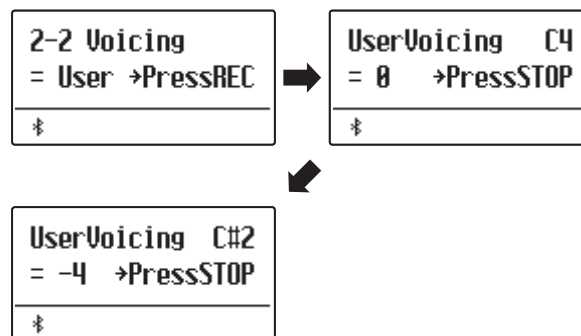 2-2 Voicing
= User →PressREC
UserVoicing C4
= 0 →PressSTOP
UserVoicing C#2
= -4 →PressSTOP